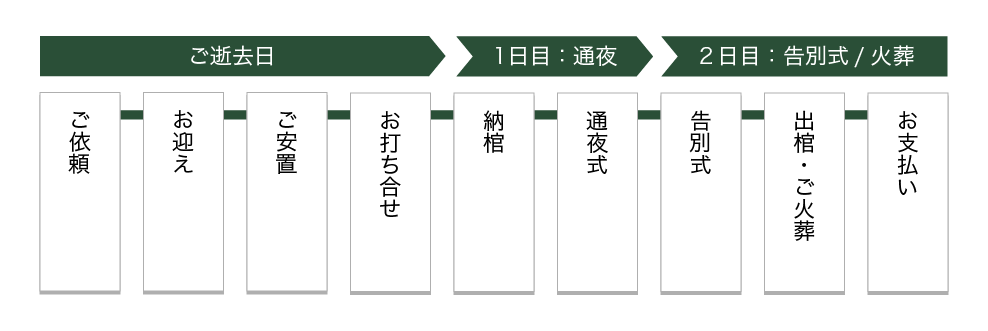 ご逝去日
1日目：通夜
2日目：告別式 / 火葬
ご依頼
お迎え
ご安置
お打ち合せ
納棺
通夜式
告別式
出棺・ご火葬
お支払い